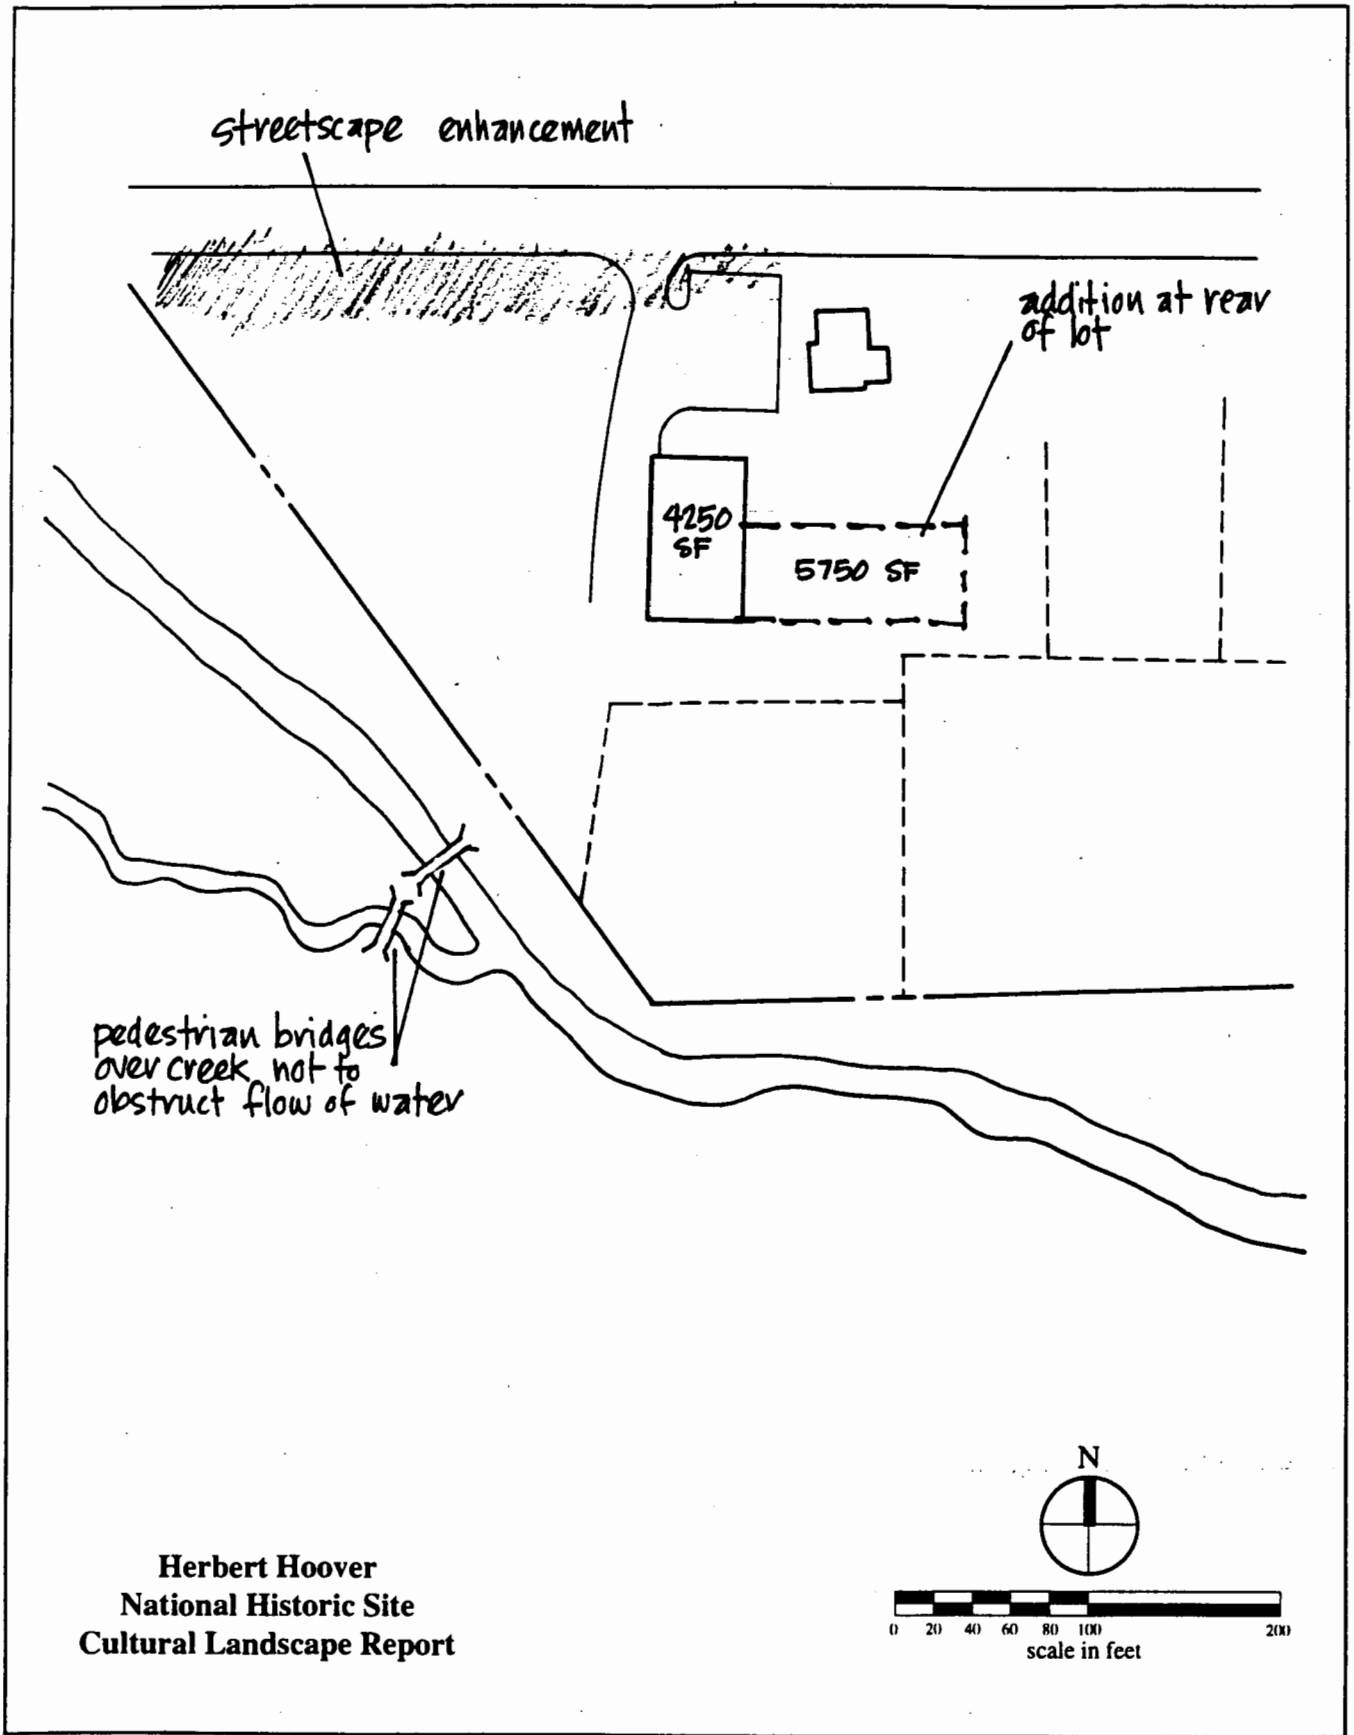 streetscape enhancement
addition at rear
of lot
4250
SF
5750 SF
pedestrian bridges
over creek not to
obstruct flow of water
N
Herbert Hoover
National Historic Site
Cultural Landscape Report
0 20 40 60 80 100 200
scale in feet